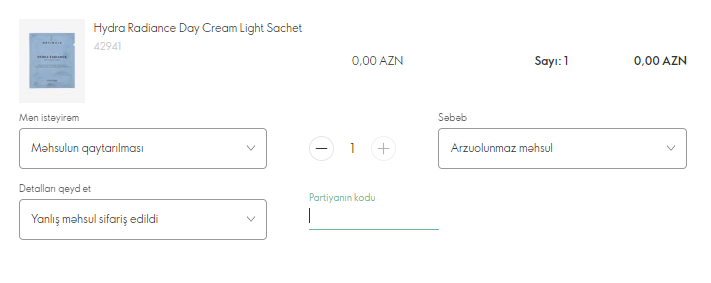 Hydra Radiance Day Cream Light Sachet
42941
0,00 AZN
Sayı: 1
0,00 AZN
Mən istəyirəm
Səbəb
Məhsulun qaytarılması
1
Arzuolunmaz məhsul
Detalları qeyd et
Partiyanın kodu
Yanlış məhsul sifariş edildi